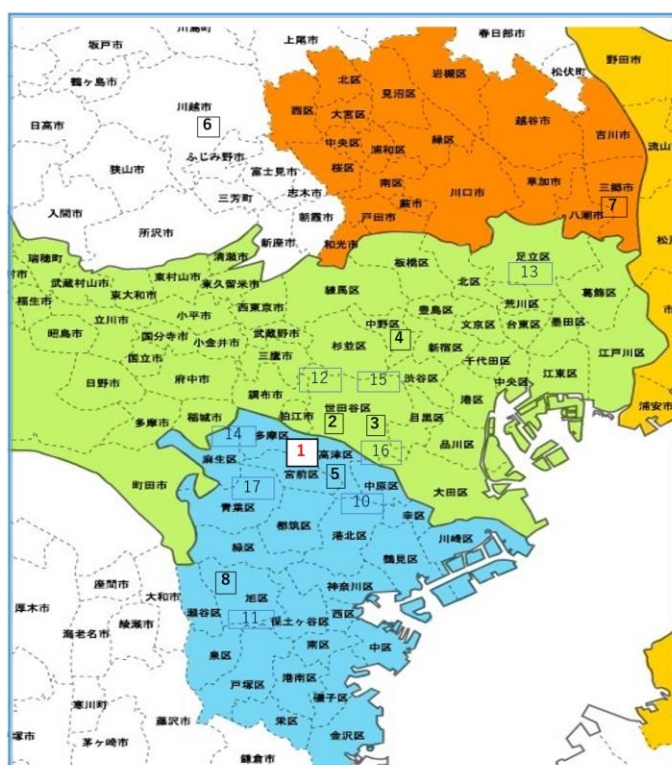 川島町
上尾市
春日部市
坂戸市
松伏町
野田市
鶴ヶ島市
北区
岩槻区
見沼区
川越市
西区
大宮区
越谷市
6
日高市
中央区
緑区
吉川市
流山
浦和区
ふじみ野市
桜区
狭山市
富士見市
南区
草加市
三郷市
志木市
川口市
7
三芳町
蕨市
朝霞市
戸田市
八潮市
入間市
所沢市
新座市
和光市
松
清瀬市
足立区
瑞穂町
板橋区
13
村市
東村山市
北区
武蔵村山市
東久留米市
練馬区
葛飾区
福生市
東大和市
荒川区
西東京市
豊島区
立川市
小平市
中野区
文京区
台東区
墨田区
昭島市
国分寺市
武蔵野市
4
小金井市
杉並区
新宿区
国立市
三鷹市
千代田区
江戸川区
日野市
府中市
12
15
渋谷区
中央区
江東区
調布市
港区
浦安市
多摩市
稲城市
狛江市
世田谷区
目黒区
2
3
14
多摩区
品川区
麻生区
1
高津区
16
宮前区
5
町田市
17
中原区
大田区
青葉区
10
幸区
都筑区
港北区
川崎区
緑区
鶴見区
座間市
8
神奈川区
厚木市
大和市
旭区
瀬谷区
11
西区
綾瀬市
保土ヶ谷区
海老名市
南区
中区
泉区
港南区
戸塚区
寒川町
磯子区
藤沢市
栄区
塚市
茅ヶ崎市
金沢区
鎌倉市